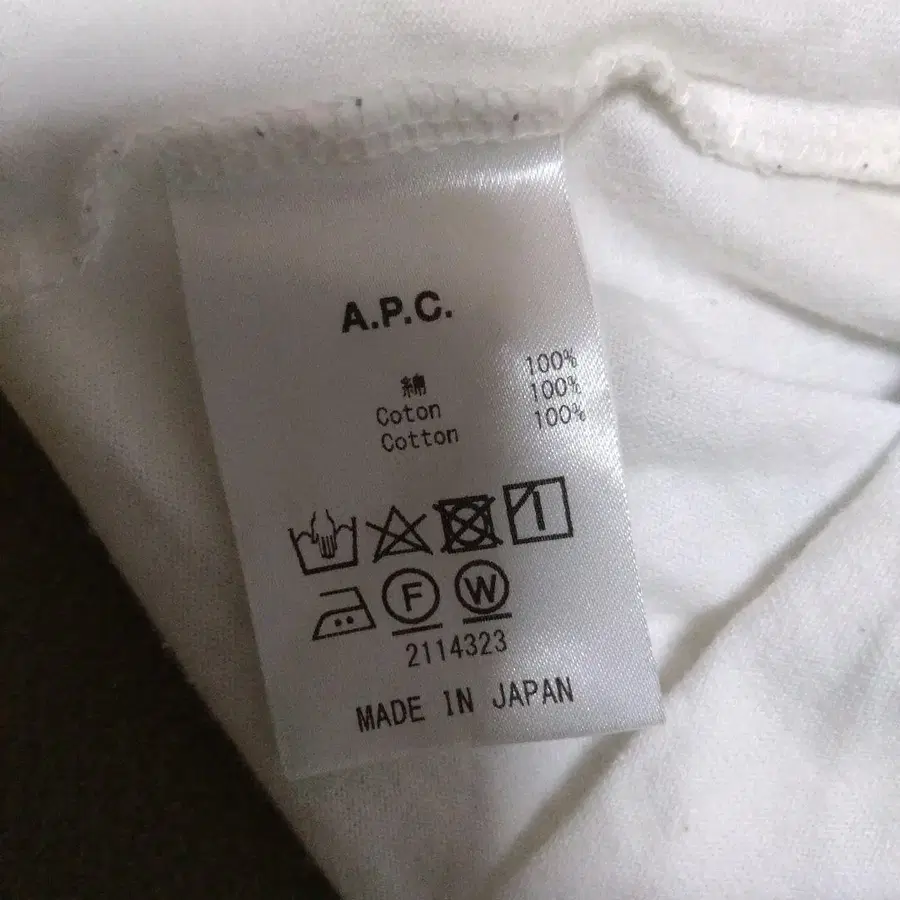 A.P.C.
綿 100%
Coton 100%
Cotton 100%
F W
2114323
MADE IN JAPAN